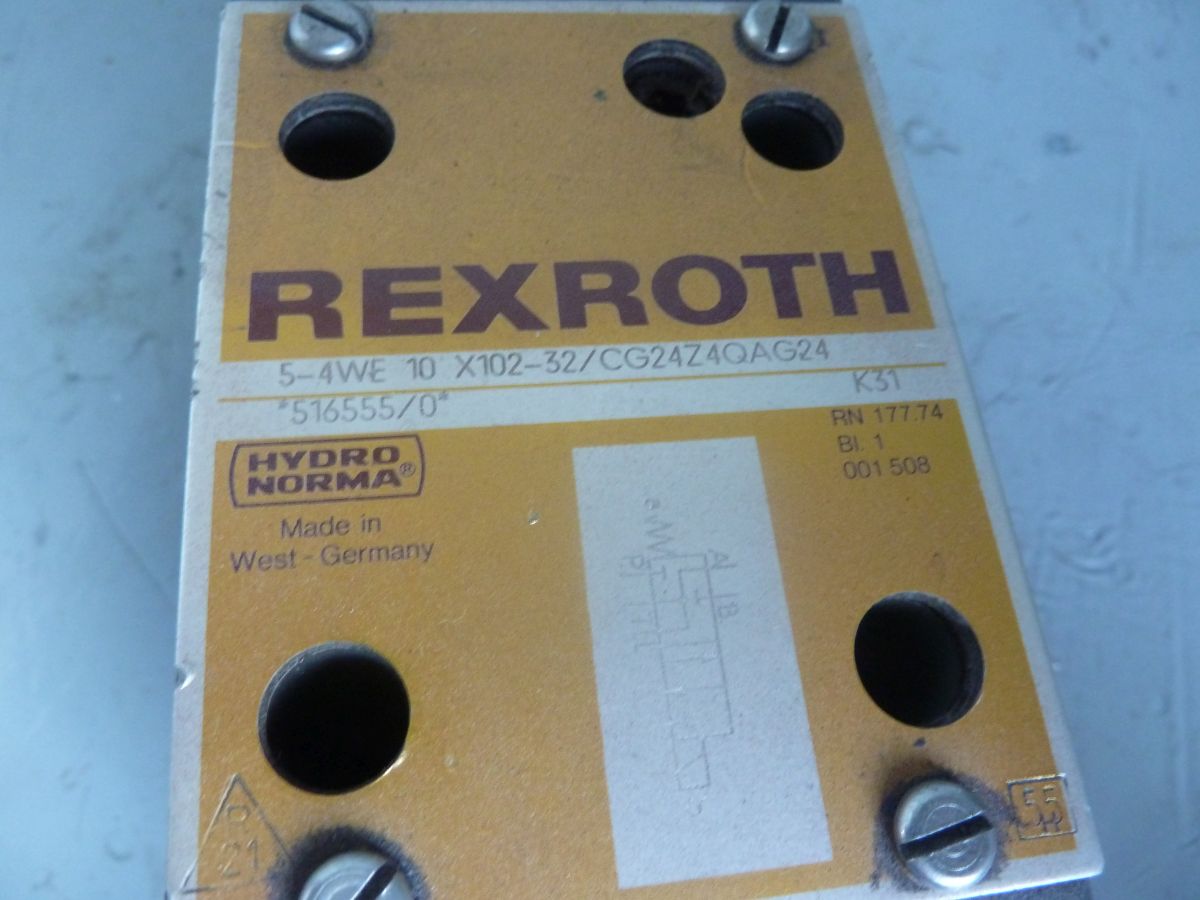 REXROTH
5-4WE 10 X102-32/CG24Z4QAG24
*516555/0*
K31
RN 177.74
Bl. 1
001 508
HYDRO
NORMA®
Made in
West-Germany
A B
P T
21